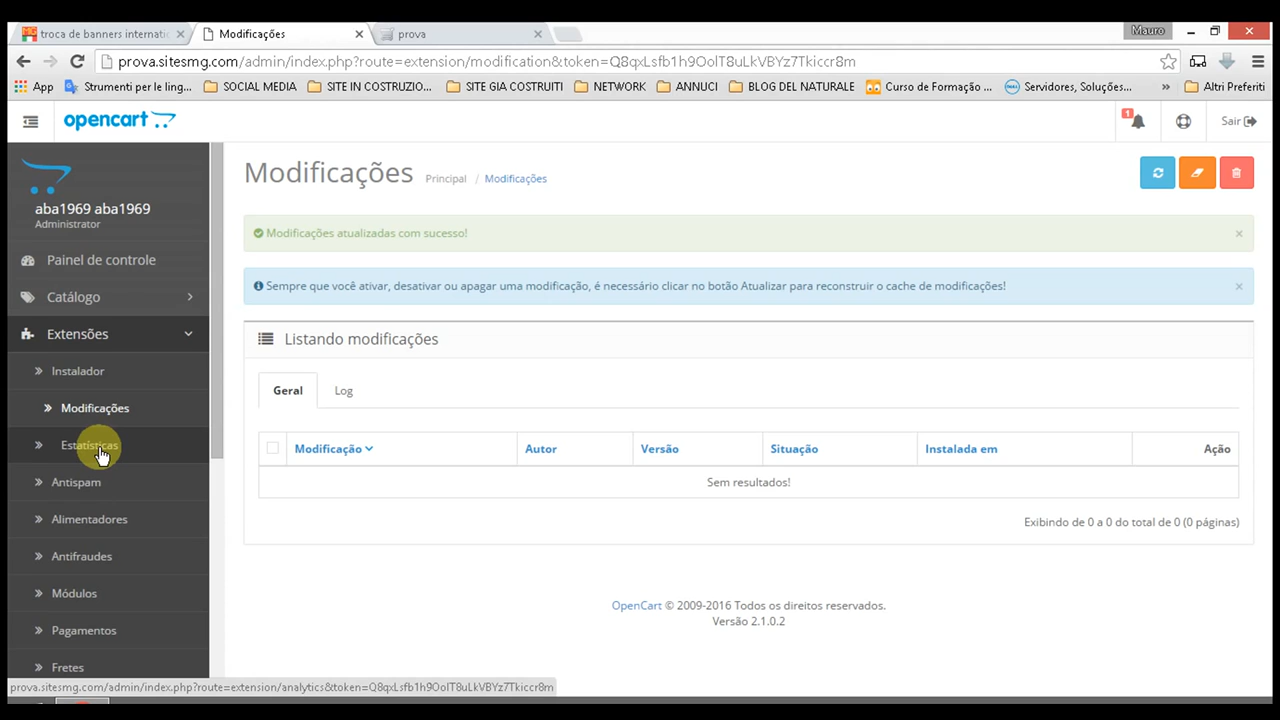 troca de banners internatic
Modificações
prova
Mauro
prova.sitesmg.com/admin/index.php?route=extension/modification&token=Q8qxLsfb1h9OolT8uLkVBYz7Tkiccr8m
App
Strumenti per le ling...
SOCIAL MEDIA
SITE IN COSTRUZIO...
SITE GIA COSTRUITI
NETWORK
ANNUCI
BLOG DEL NATURALE
Curso de Formação ...
Servidores, Soluções...
»
Altri Preferiti
opencart
1
Sair
aba1969 aba1969
Administrator
Painel de controle
Catálogo
Extensões
Instalador
Modificações
Estatísticas
Antispam
Alimentadores
Antifraudes
Módulos
Pagamentos
Fretes
Modificações
Principal / Modificações
Modificações atualizadas com sucesso!
×
Sempre que você ativar, desativar ou apagar uma modificação, é necessário clicar no botão Atualizar para reconstruir o cache de modificações!
×
Listando modificações
Geral
Log
Modificação
Autor
Versão
Situação
Instalada em
Ação
Sem resultados!
Exibindo de 0 a 0 do total de 0 (0 páginas)
OpenCart © 2009-2016 Todos os direitos reservados.
Versão 2.1.0.2
prova.sitesmg.com/admin/index.php?route=extension/analytics&token=Q8qxLsfb1h9OolT8uLkVBYz7Tkiccr8m